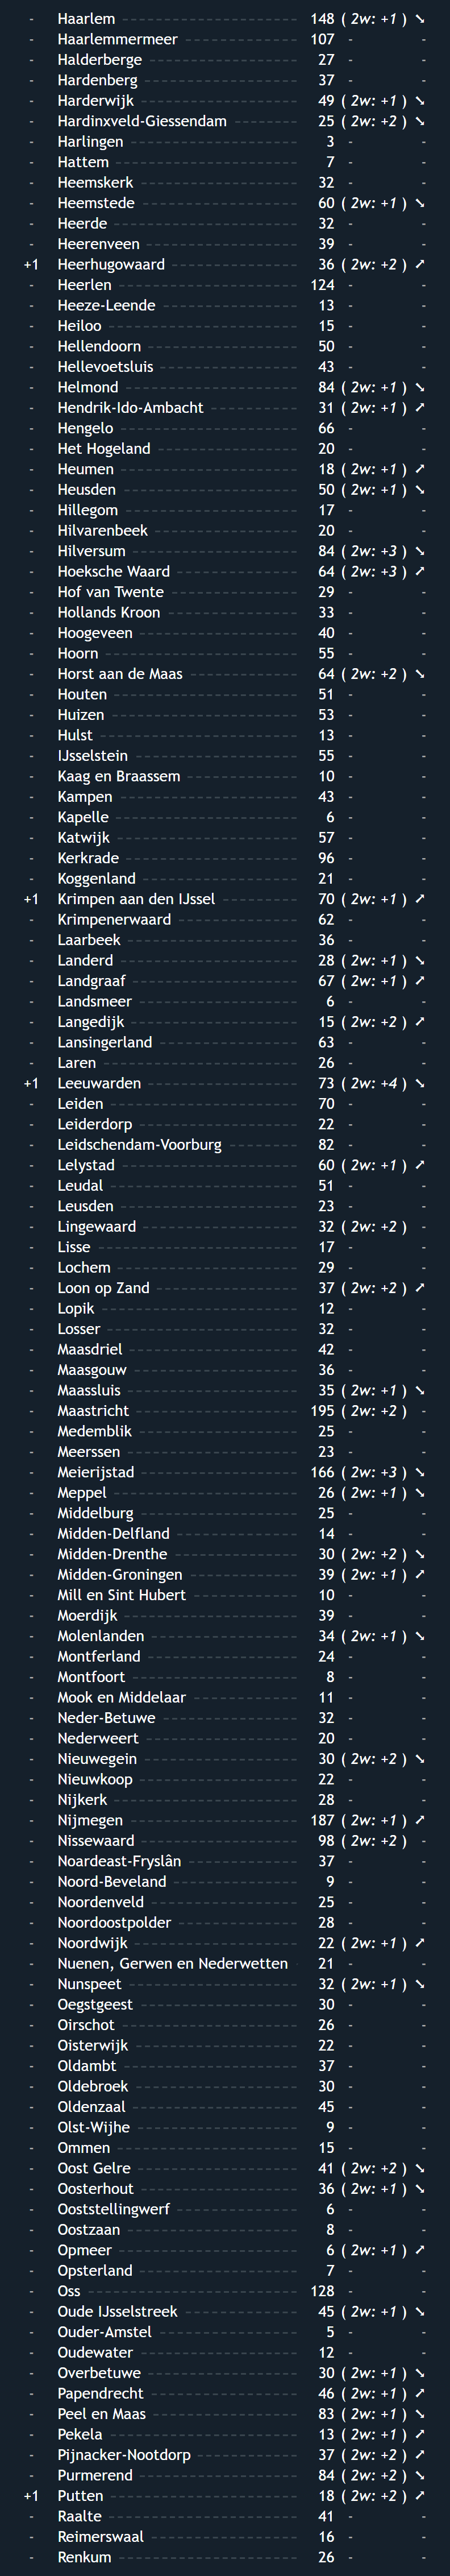 - Haarlem 148 ( 2w: +1 ) ➘
- Haarlemmermeer 107 - -
- Halderberge 27 - -
- Hardenberg 37 - -
- Harderwijk 49 ( 2w: +1 ) ➘
- Hardinxveld-Giessendam 25 ( 2w: +2 ) ➘
- Harlingen 3 - -
- Hattem 7 - -
- Heemskerk 32 - -
- Heemstede 60 ( 2w: +1 ) ➘
- Heerde 32 - -
- Heerenveen 39 - -
+1 Heerhugowaard 36 ( 2w: +2 ) ➚
- Heerlen 124 - -
- Heeze-Leende 13 - -
- Heiloo 15 - -
- Hellendoorn 50 - -
- Hellevoetsluis 43 - -
- Helmond 84 ( 2w: +1 ) ➘
- Hendrik-Ido-Ambacht 31 ( 2w: +1 ) ➚
- Hengelo 66 - -
- Het Hogeland 20 - -
- Heumen 18 ( 2w: +1 ) ➚
- Heusden 50 ( 2w: +1 ) ➘
- Hillegom 17 - -
- Hilvarenbeek 20 - -
- Hilversum 84 ( 2w: +3 ) ➘
- Hoeksche Waard 64 ( 2w: +3 ) ➚
- Hof van Twente 29 - -
- Hollands Kroon 33 - -
- Hoogeveen 40 - -
- Hoorn 55 - -
- Horst aan de Maas 64 ( 2w: +2 ) ➘
- Houten 51 - -
- Huizen 53 - -
- Hulst 13 - -
- IJsselstein 55 - -
- Kaag en Braassem 10 - -
- Kampen 43 - -
- Kapelle 6 - -
- Katwijk 57 - -
- Kerkrade 96 - -
- Koggenland 21 - -
+1 Krimpen aan den IJssel 70 ( 2w: +1 ) ➚
- Krimpenerwaard 62 - -
- Laarbeek 36 - -
- Landerd 28 ( 2w: +1 ) ➘
- Landgraaf 67 ( 2w: +1 ) ➚
- Landsmeer 6 - -
- Langedijk 15 ( 2w: +2 ) ➚
- Lansingerland 63 - -
- Laren 26 - -
+1 Leeuwarden 73 ( 2w: +4 ) ➘
- Leiden 70 - -
- Leiderdorp 22 - -
- Leidschendam-Voorburg 82 - -
- Lelystad 60 ( 2w: +1 ) ➚
- Leudal 51 - -
- Leusden 23 - -
- Lingewaard 32 ( 2w: +2 ) -
- Lisse 17 - -
- Lochem 29 - -
- Loon op Zand 37 ( 2w: +2 ) ➚
- Lopik 12 - -
- Losser 32 - -
- Maasdriel 42 - -
- Maasgouw 36 - -
- Maassluis 35 ( 2w: +1 ) ➘
- Maastricht 195 ( 2w: +2 ) -
- Medemblik 25 - -
- Meerssen 23 - -
- Meierijstad 166 ( 2w: +3 ) ➘
- Meppel 26 ( 2w: +1 ) ➘
- Middelburg 25 - -
- Midden-Delfland 14 - -
- Midden-Drenthe 30 ( 2w: +2 ) ➘
- Midden-Groningen 39 ( 2w: +1 ) ➚
- Mill en Sint Hubert 10 - -
- Moerdijk 39 - -
- Molenlanden 34 ( 2w: +1 ) ➘
- Montferland 24 - -
- Montfoort 8 - -
- Mook en Middelaar 11 - -
- Neder-Betuwe 32 - -
- Nederweert 20 - -
- Nieuwegein 30 ( 2w: +2 ) ➘
- Nieuwkoop 22 - -
- Nijkerk 28 - -
- Nijmegen 187 ( 2w: +1 ) ➚
- Nissewaard 98 ( 2w: +2 ) -
- Noardeast-Fryslân 37 - -
- Noord-Beveland 9 - -
- Noordenveld 25 - -
- Noordoostpolder 28 - -
- Noordwijk 22 ( 2w: +1 ) ➚
- Nuenen, Gerwen en Nederwetten 21 - -
- Nunspeet 32 ( 2w: +1 ) ➘
- Oegstgeest 30 - -
- Oirschot 26 - -
- Oisterwijk 22 - -
- Oldambt 37 - -
- Oldebroek 30 - -
- Oldenzaal 45 - -
- Olst-Wijhe 9 - -
- Ommen 15 - -
- Oost Gelre 41 ( 2w: +2 ) ➘
- Oosterhout 36 ( 2w: +1 ) ➘
- Ooststellingwerf 6 - -
- Oostzaan 8 - -
- Opmeer 6 ( 2w: +1 ) ➚
- Opsterland 7 - -
- Oss 128 - -
- Oude IJsselstreek 45 ( 2w: +1 ) ➘
- Ouder-Amstel 5 - -
- Oudewater 12 - -
- Overbetuwe 30 ( 2w: +1 ) ➘
- Papendrecht 46 ( 2w: +1 ) ➚
- Peel en Maas 83 ( 2w: +1 ) ➘
- Pekela 13 ( 2w: +1 ) ➚
- Pijnacker-Nootdorp 37 ( 2w: +2 ) ➚
- Purmerend 84 ( 2w: +2 ) ➘
+1 Putten 18 ( 2w: +2 ) ➚
- Raalte 41 - -
- Reimerswaal 16 - -
- Renkum 26 - -